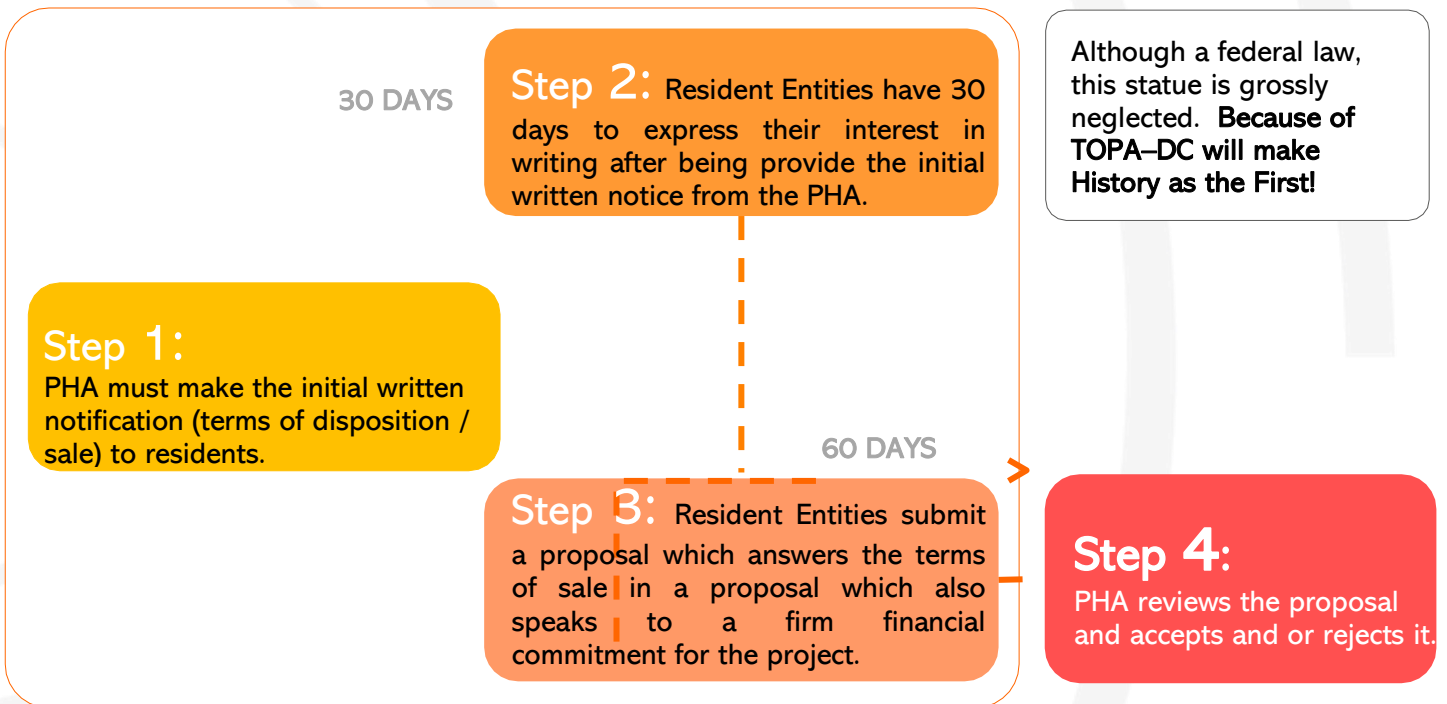 30 DAYS
Step 2: Resident Entities have 30
days to express their interest in
writing after being provide the initial
written notice from the PHA.
Although a federal law,
this statue is grossly
neglected. Because of
TOPA–DC will make
History as the First!
Step 1:
PHA must make the initial written
notification (terms of disposition /
sale) to residents.
60 DAYS
Step 3: Resident Entities submit
a proposal which answers the terms
of sale in a proposal which also
speaks to a firm financial
commitment for the project.
Step 4:
PHA reviews the proposal
and accepts and or rejects it.